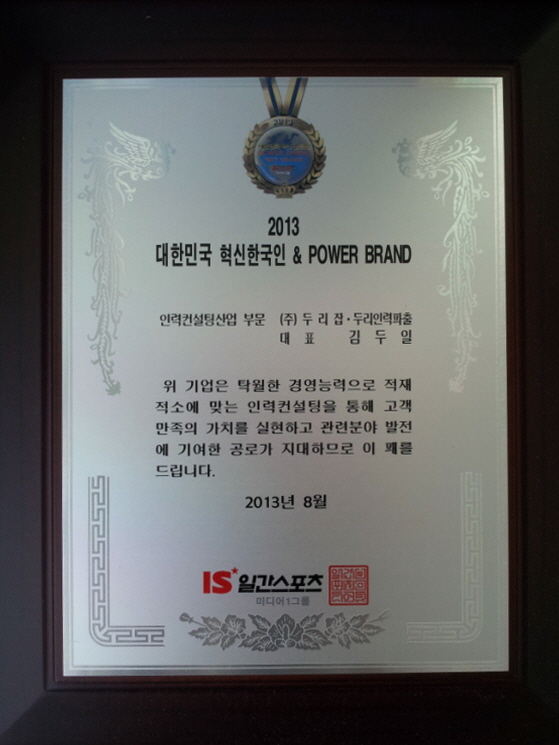 2013
2013
대한민국 혁신한국인 & POWER BRAND
인력컨설팅산업 부문 (주) 두 리 잡 · 두리인력파출
대 표 김 두 일
위 기업은 탁월한 경영능력으로 적재
적소에 맞는 인력컨설팅을 통해 고객
만족의 가치를 실현하고 관련분야 발전
에 기여한 공로가 지대하므로 이 패를
드립니다.
2013년 8월
IS 일간스포츠
미디어1그룹